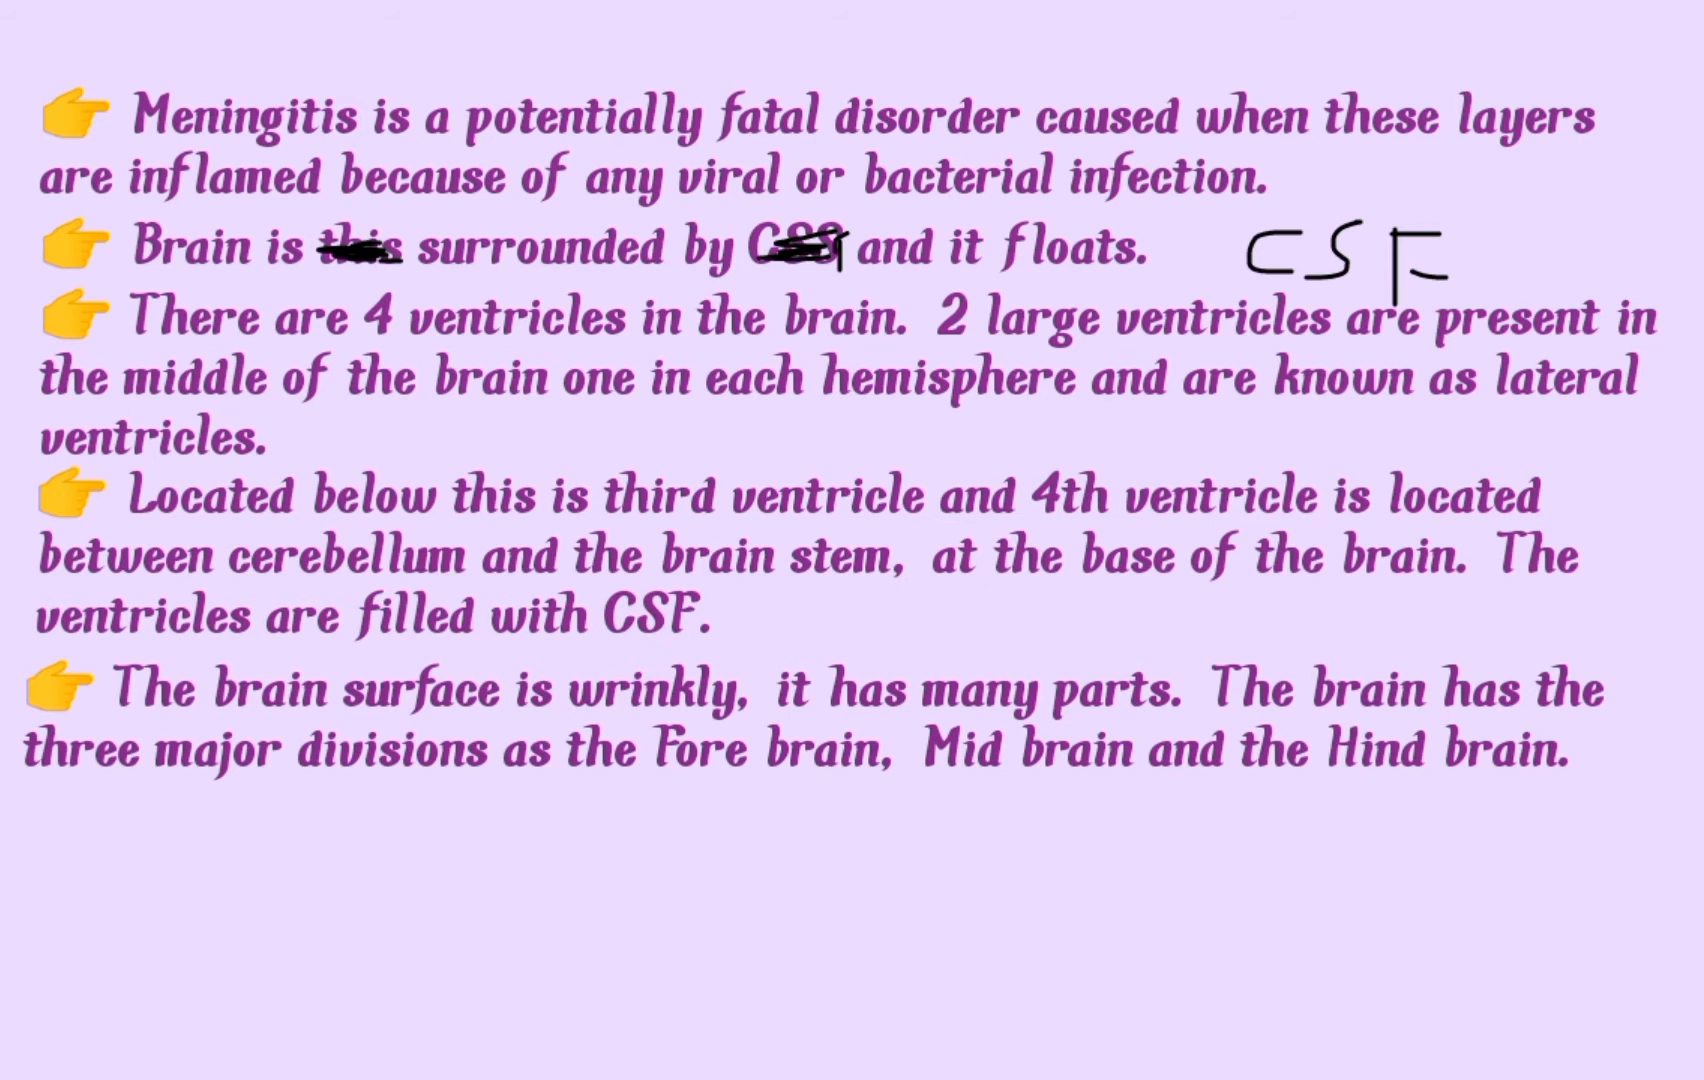 👉 Meningitis is a potentially fatal disorder caused when these layers
are inflamed because of any viral or bacterial infection.
👉 Brain is this surrounded by and it floats. CSF
👉 There are 4 ventricles in the brain. 2 large ventricles are present in
the middle of the brain one in each hemisphere and are known as lateral
ventricles.
👉 Located below this is third ventricle and 4th ventricle is located
between cerebellum and the brain stem, at the base of the brain. The
ventricles are filled with CSF.
👉 The brain surface is wrinkly, it has many parts. The brain has the
three major divisions as the Fore brain, Mid brain and the Hind brain.